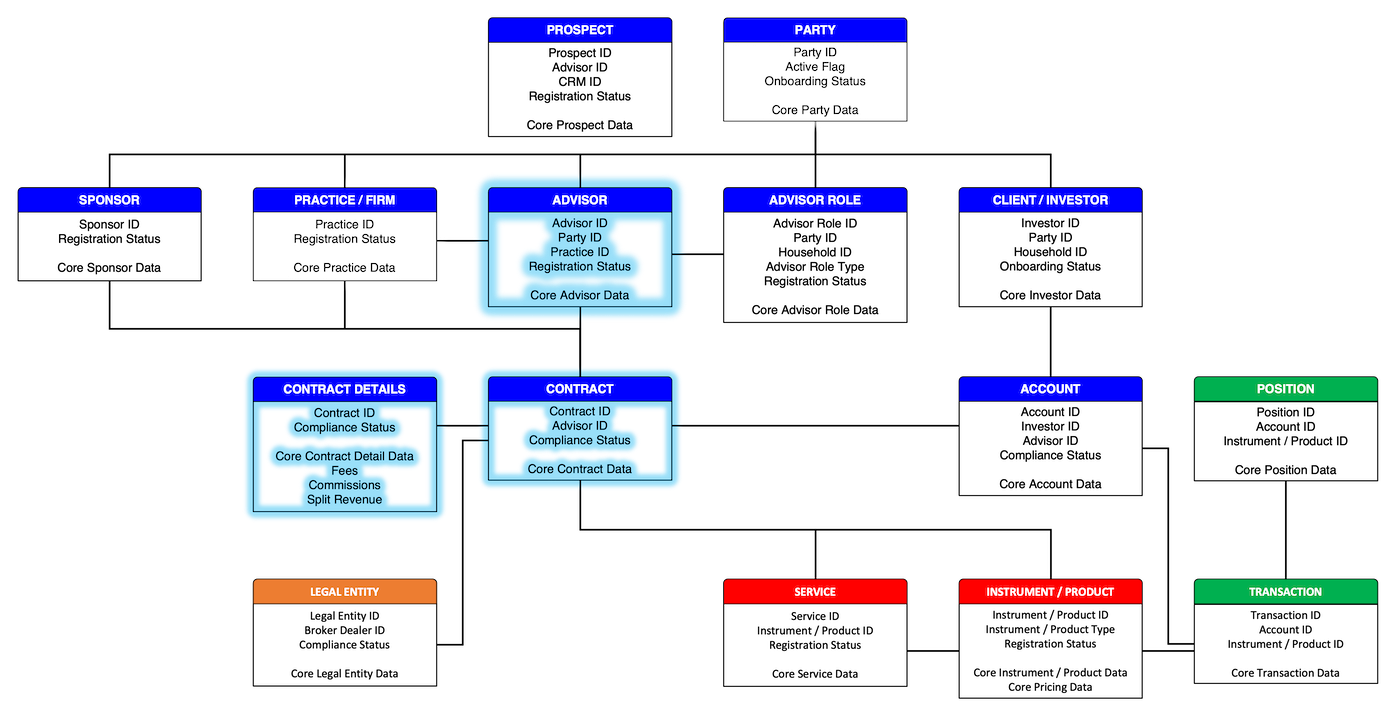 PROSPECT
Prospect ID
Advisor ID
CRM ID
Registration Status
Core Prospect Data
PARTY
Party ID
Active Flag
Onboarding Status
Core Party Data
SPONSOR
Sponsor ID
Registration Status
Core Sponsor Data
PRACTICE / FIRM
Practice ID
Registration Status
Core Practice Data
ADVISOR
Advisor ID
Party ID
Practice ID
Registration Status
Core Advisor Data
ADVISOR ROLE
Advisor Role ID
Party ID
Household ID
Advisor Role Type
Registration Status
Core Advisor Role Data
CLIENT / INVESTOR
Investor ID
Party ID
Household ID
Onboarding Status
Core Investor Data
CONTRACT DETAILS
Contract ID
Compliance Status
Core Contract Detail Data
Fees
Commissions
Split Revenue
CONTRACT
Contract ID
Advisor ID
Compliance Status
Core Contract Data
ACCOUNT
Account ID
Investor ID
Advisor ID
Compliance Status
Core Account Data
POSITION
Position ID
Account ID
Instrument / Product ID
Core Position Data
LEGAL ENTITY
Legal Entity ID
Broker Dealer ID
Compliance Status
Core Legal Entity Data
SERVICE
Service ID
Instrument / Product ID
Registration Status
Core Service Data
INSTRUMENT / PRODUCT
Instrument / Product ID
Instrument / Product Type
Registration Status
Core Instrument / Product Data
Core Pricing Data
TRANSACTION
Transaction ID
Account ID
Instrument / Product ID
Core Transaction Data